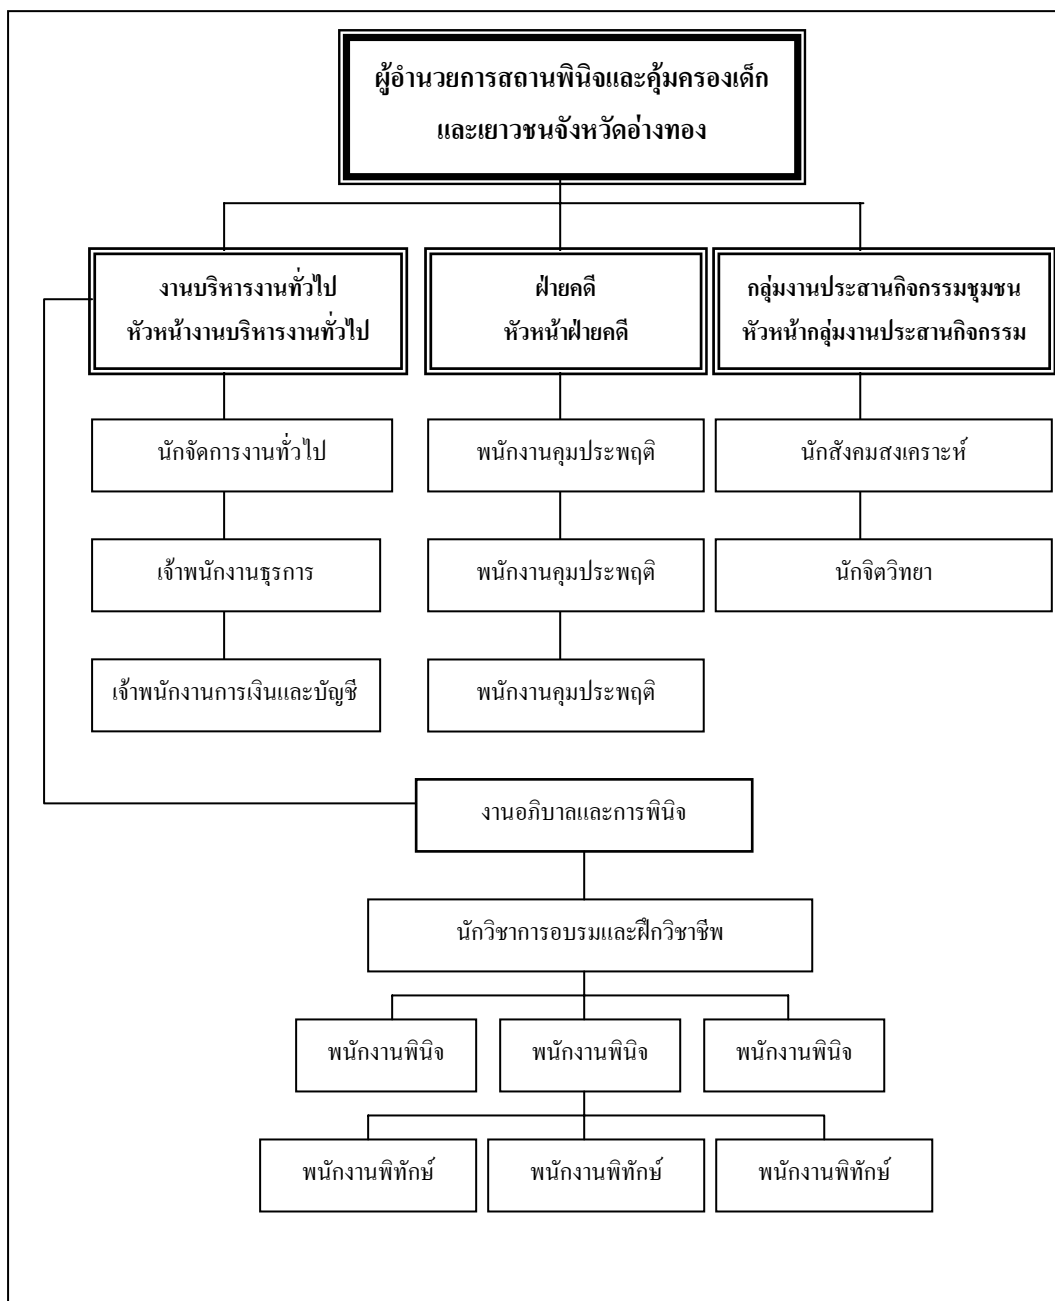 ผู้อำนวยการสถานพินิจและคุ้มครองเด็ก
และเยาวชนจังหวัดอ่างทอง
งานบริหารงานทั่วไป
หัวหน้างานบริหารงานทั่วไป
ฝ่ายคดี
หัวหน้าฝ่ายคดี
กลุ่มงานประสานกิจกรรมชุมชน
หัวหน้ากลุ่มงานประสานกิจกรรม
นักจัดการงานทั่วไป
พนักงานคุมประพฤติ
นักสังคมสงเคราะห์
เจ้าพนักงานธุรการ
พนักงานคุมประพฤติ
นักจิตวิทยา
เจ้าพนักงานการเงินและบัญชี
พนักงานคุมประพฤติ
งานอภิบาลและการพินิจ
นักวิชาการอบรมและฝึกวิชาชีพ
พนักงานพินิจ
พนักงานพินิจ
พนักงานพินิจ
พนักงานพิทักษ์
พนักงานพิทักษ์
พนักงานพิทักษ์